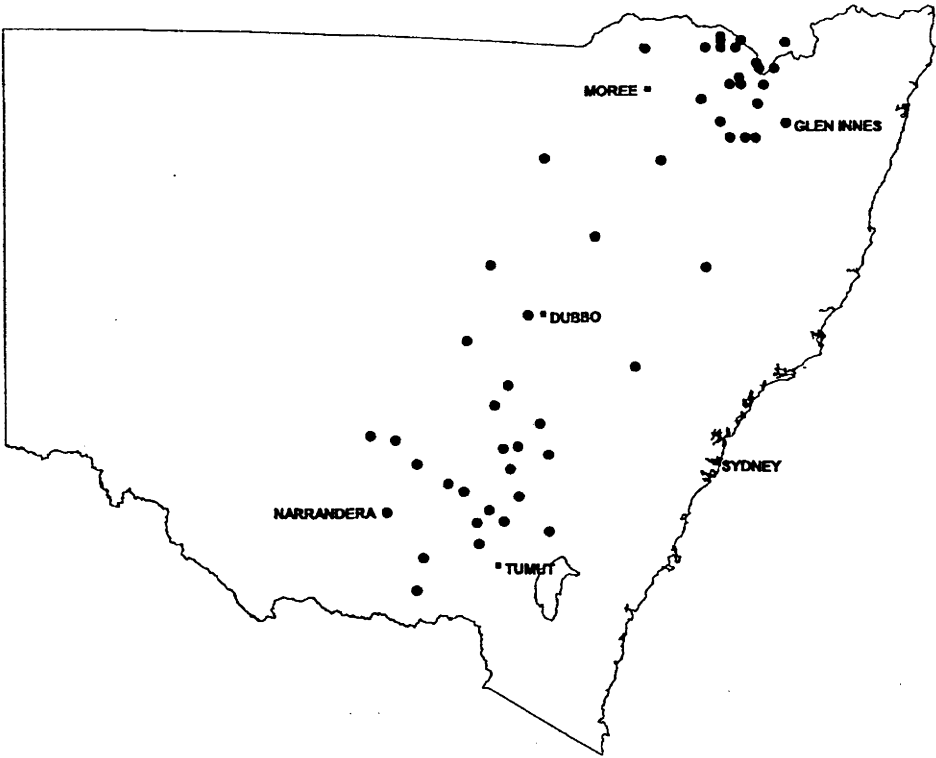 MOREE
GLEN INNES
DUBBO
SYDNEY
NARRANDERA
TUMUT